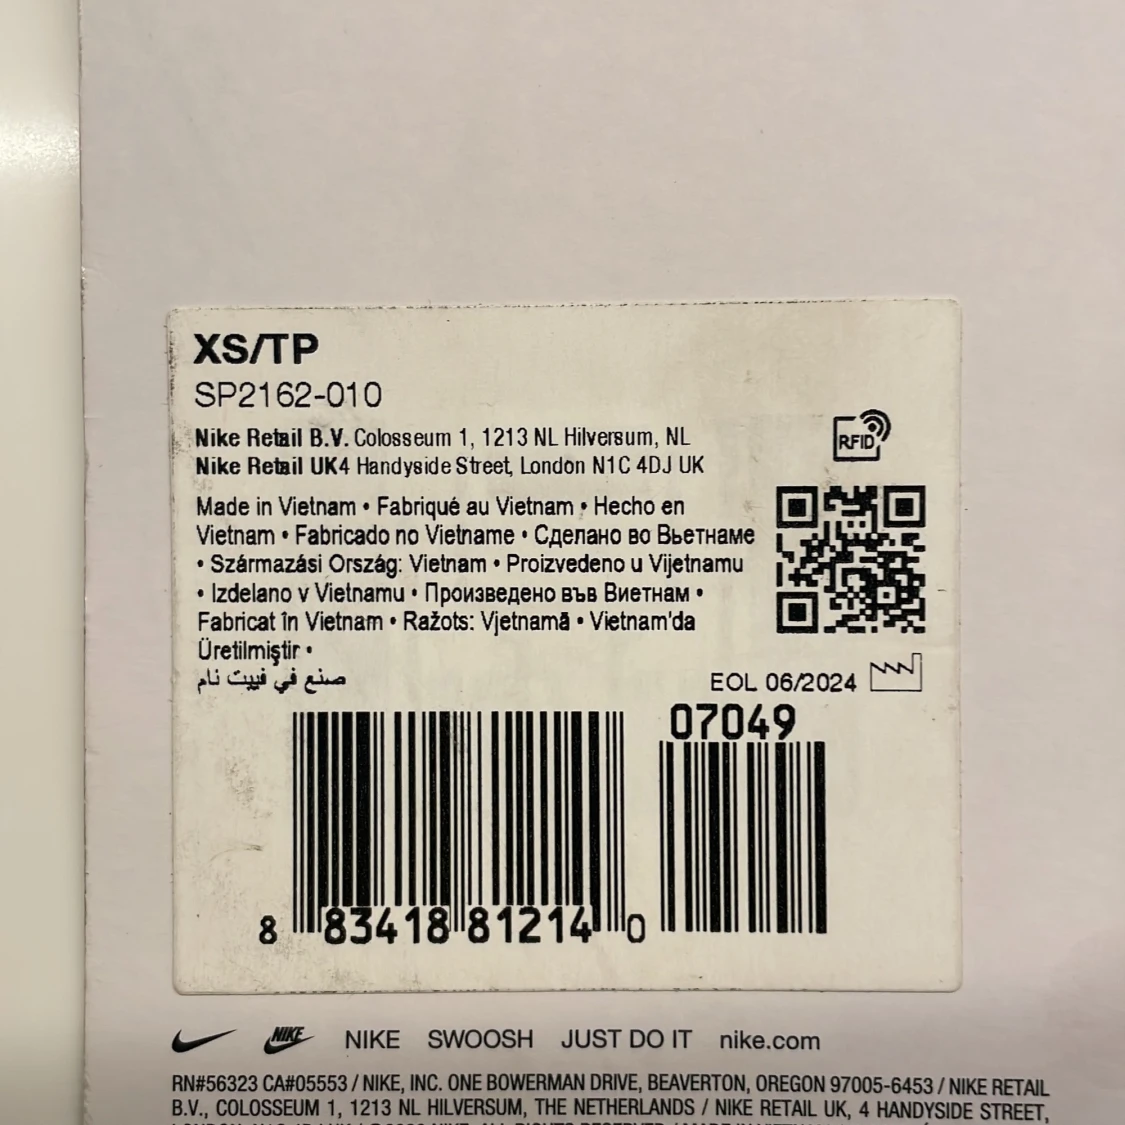 XS/TP
SP2162-010
Nike Retail B.V. Colosseum 1, 1213 NL Hilversum, NL
Nike Retail UK4 Handyside Street, London N1C 4DJ UK
RFID
Made in Vietnam • Fabriqué au Vietnam • Hecho en
Vietnam • Fabricado no Vietname • Сделано во Вьетнаме
• Származási Ország: Vietnam • Proizvedeno u Vijetnamu
• Izdelano v Vietnamu • Произведено във Виетнам •
Fabricat în Vietnam • Ražots: Vjetnamā • Vietnam'da
Üretilmiştir •
صنع في فييت نام
EOL 06/2024
07049
8 83418 81214 0
NIKE NIKE SWOOSH JUST DO IT nike.com
RN#56323 CA#05553 / NIKE, INC. ONE BOWERMAN DRIVE, BEAVERTON, OREGON 97005-6453 / NIKE RETAIL
B.V., COLOSSEUM 1, 1213 NL HILVERSUM, THE NETHERLANDS / NIKE RETAIL UK, 4 HANDYSIDE STREET,